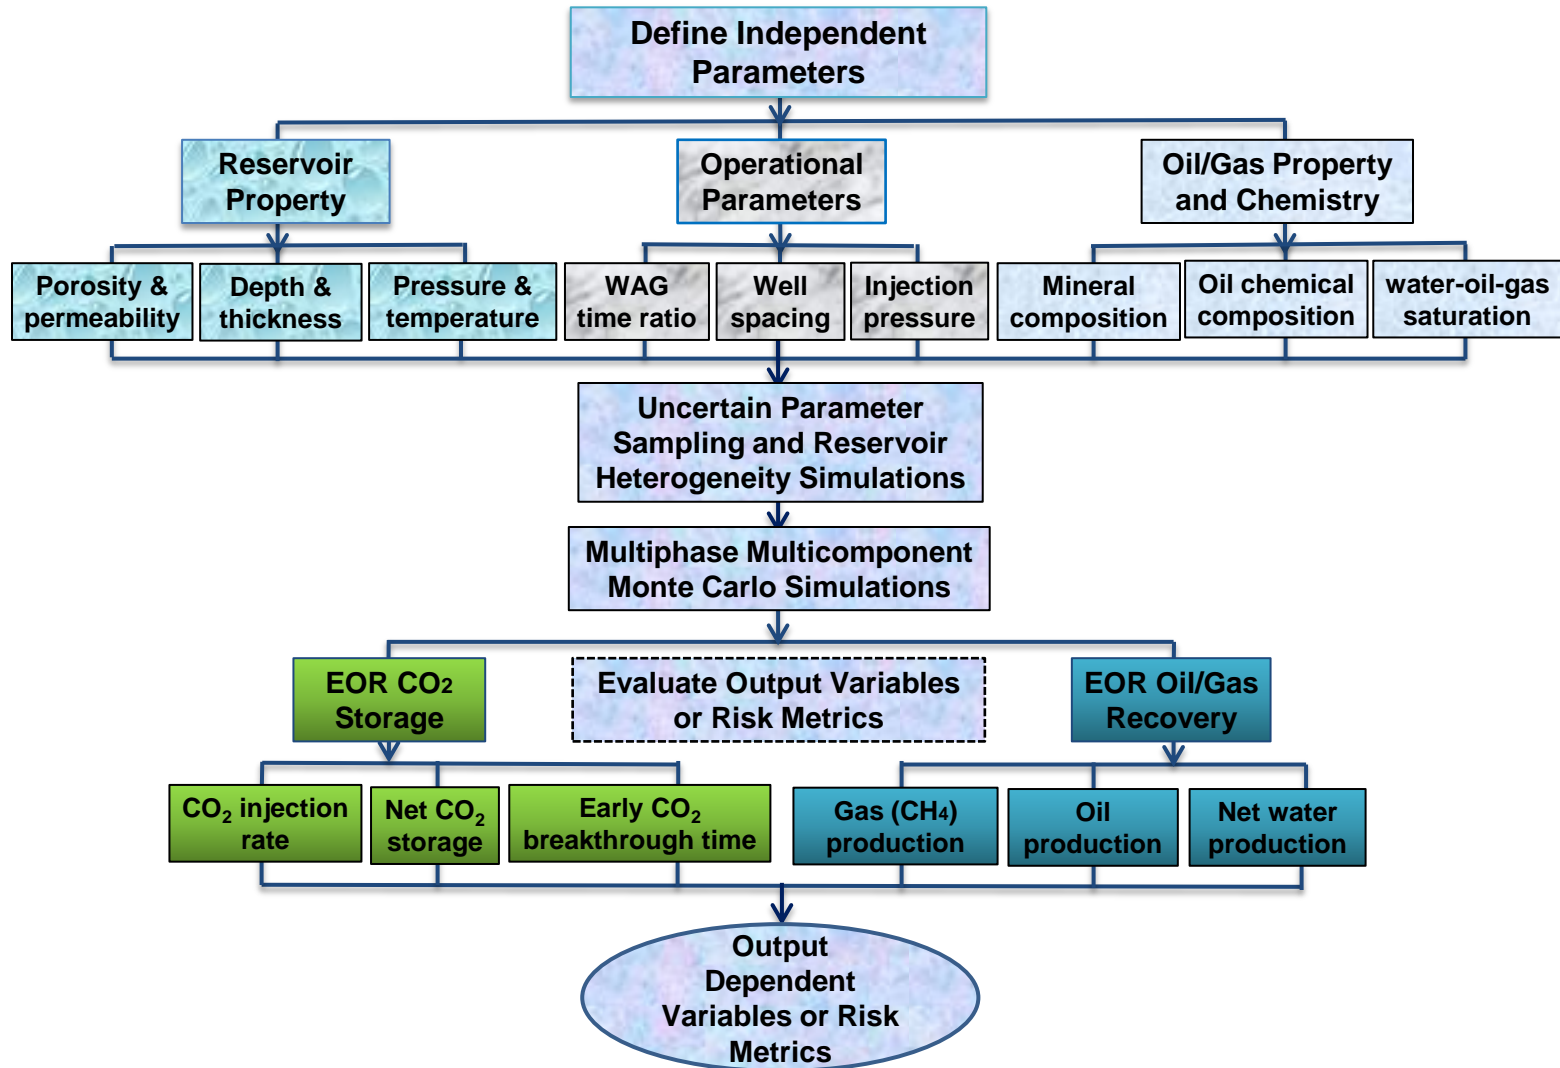 Define Independent
Parameters
Reservoir
Property
Operational
Parameters
Oil/Gas Property
and Chemistry
Porosity &
permeability
Depth &
thickness
Pressure &
temperature
WAG
time ratio
Well
spacing
Injection
pressure
Mineral
composition
Oil chemical
composition
water-oil-gas
saturation
Uncertain Parameter
Sampling and Reservoir
Heterogeneity Simulations
Multiphase Multicomponent
Monte Carlo Simulations
EOR CO2
Storage
Evaluate Output Variables
or Risk Metrics
EOR Oil/Gas
Recovery
CO₂ injection
rate
Net CO₂
storage
Early CO₂
breakthrough time
Gas (CH4)
production
Oil
production
Net water
production
Output
Dependent
Variables or Risk
Metrics